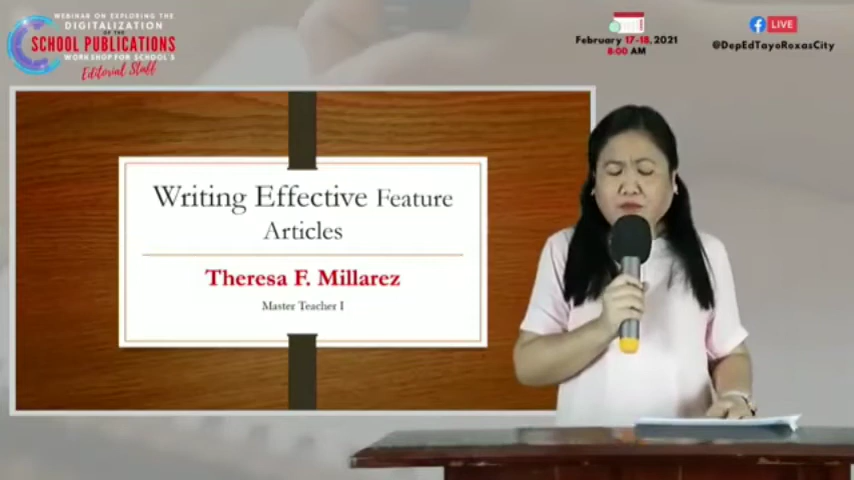 WEBINAR ON EXPLORING THE
DIGITALIZATION
OF THE
SCHOOL PUBLICATIONS
WORKSHOP FOR SCHOOL'S
Editorial Staff
February 17-18, 2021
8:00 AM
LIVE
@DepEdTayoRoxasCity
Writing Effective Feature
Articles
Theresa F. Millarez
Master Teacher I